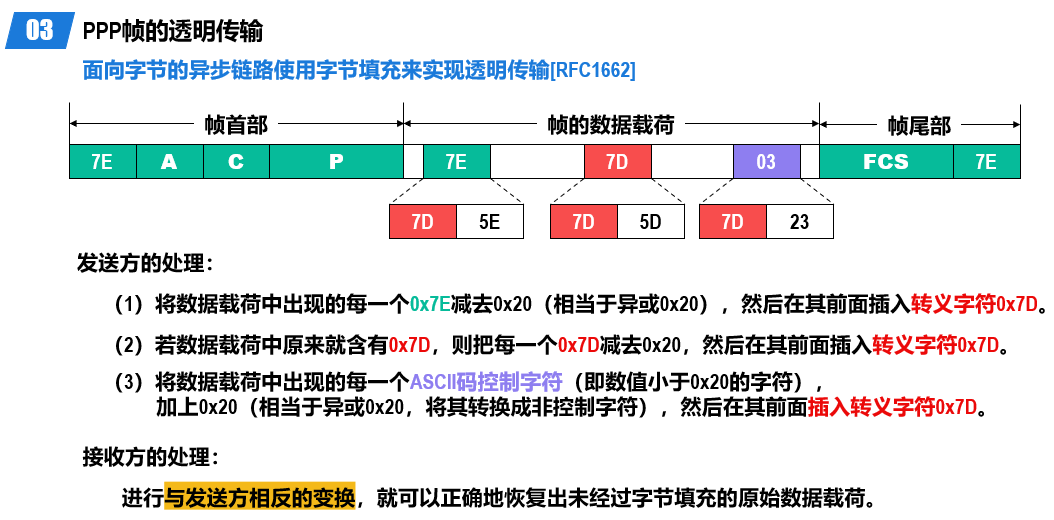 03 PPP帧的透明传输
面向字节的异步链路使用字节填充来实现透明传输[RFC1662]
帧首部 帧的数据载荷 帧尾部
7E A C P 7E 7D 03 FCS 7E
7D 5E 7D 5D 7D 23
发送方的处理：
（1）将数据载荷中出现的每一个0x7E减去0x20（相当于异或0x20），然后在其前面插入转义字符0x7D。
（2）若数据载荷中原来就含有0x7D，则把每一个0x7D减去0x20，然后在其前面插入转义字符0x7D。
（3）将数据载荷中出现的每一个ASCII码控制字符（即数值小于0x20的字符），
加上0x20（相当于异或0x20，将其转换成非控制字符），然后在其前面插入转义字符0x7D。
接收方的处理：
进行与发送方相反的变换，就可以正确地恢复出未经过字节填充的原始数据载荷。